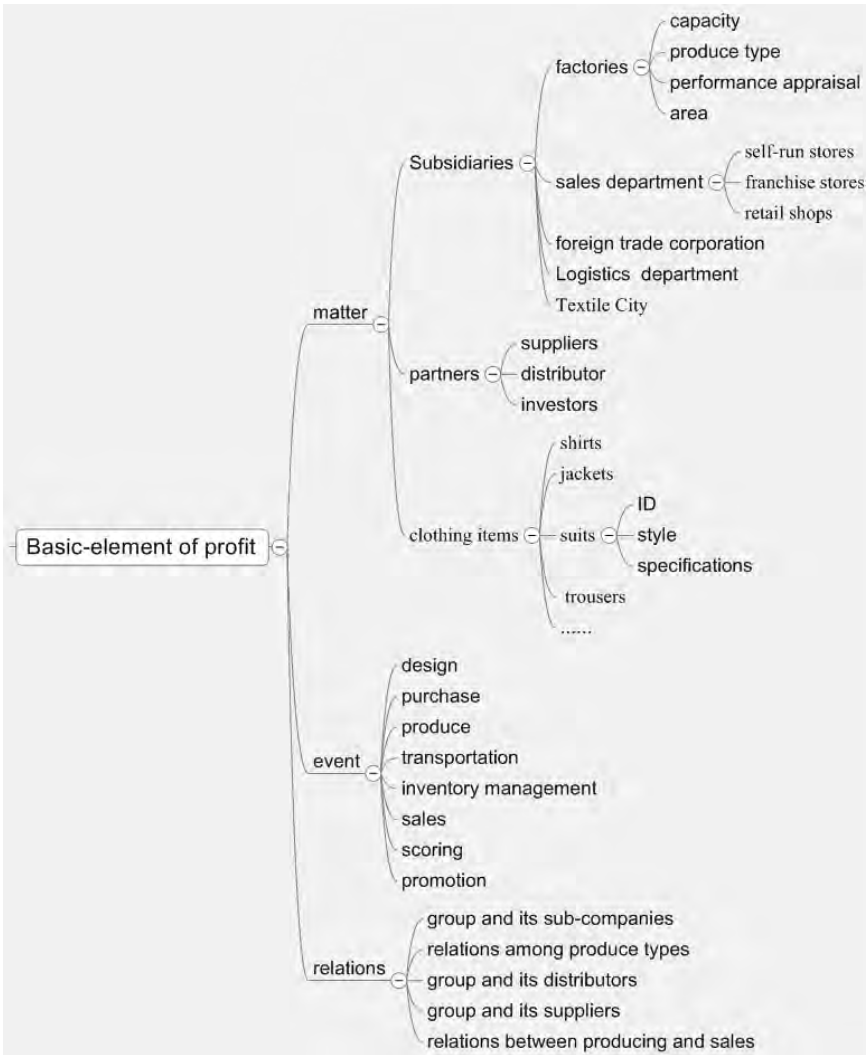 capacity
produce type
factories
performance appraisal
area
Subsidiaries
self-run stores
sales department
franchise stores
retail shops
foreign trade corporation
Logistics department
Textile City
matter
suppliers
partners
distributor
investors
shirts
jackets
ID
clothing items
suits
style
specifications
trousers
......
Basic-element of profit
design
purchase
produce
event
transportation
inventory management
sales
scoring
promotion
group and its sub-companies
relations among produce types
relations
group and its distributors
group and its suppliers
relations between producing and sales